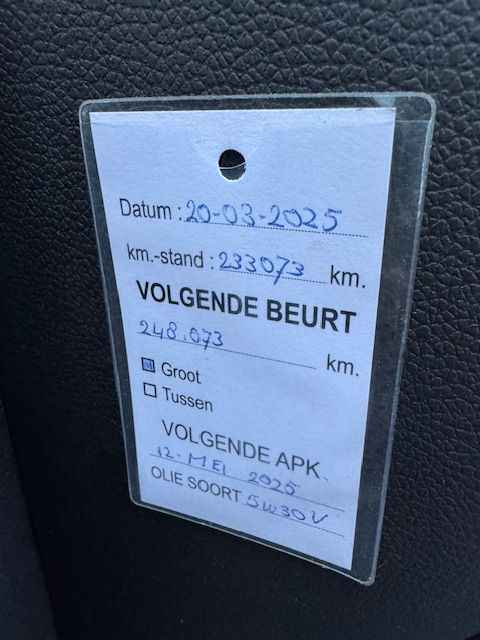 Datum : 20-03-2025
km.-stand : 233073 km.
VOLGENDE BEURT
248.073 km.
Groot
Tussen
VOLGENDE APK.
12-MEI 2025
OLIE SOORT 5W30V